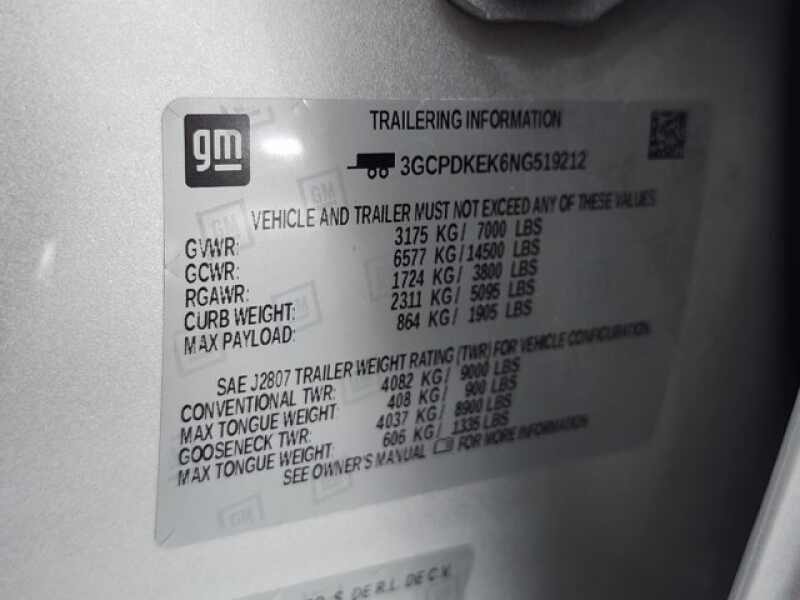 gm
TRAILERING INFORMATION
3GCPDKEK6NG519212
VEHICLE AND TRAILER MUST NOT EXCEED ANY OF THESE VALUES
GVWR: 3175 KG/ 7000 LBS
GCWR: 6577 KG/14500 LBS
RGAWR: 1724 KG/ 3800 LBS
CURB WEIGHT: 2311 KG/ 5095 LBS
MAX PAYLOAD: 864 KG/ 1905 LBS
SAE J2807 TRAILER WEIGHT RATING (TWR) FOR VEHICLE CONFIGURATION
CONVENTIONAL TWR: 4082 KG/ 9000 LBS
MAX TONGUE WEIGHT: 408 KG/ 900 LBS
GOOSENECK TWR: 4037 KG/ 8900 LBS
MAX TONGUE WEIGHT: 606 KG/ 1335 LBS
SEE OWNER'S MANUAL FOR MORE INFORMATION
S. DE R.L. DE C.V.